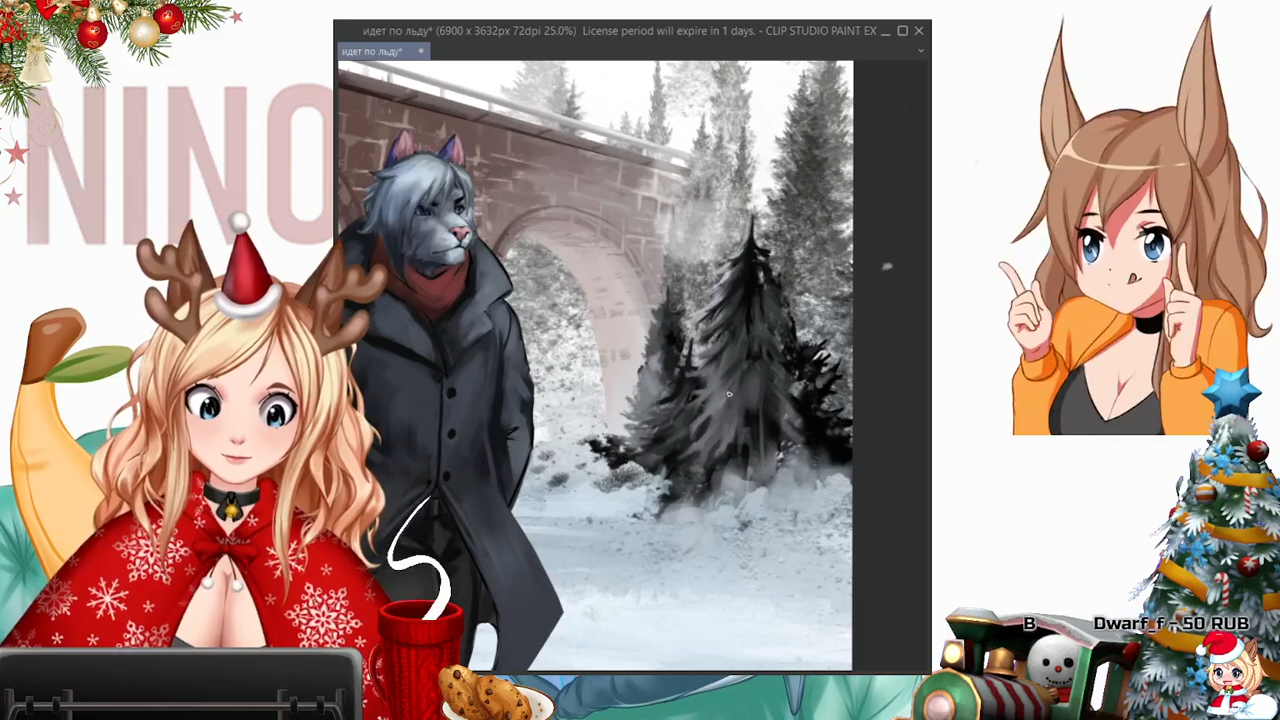 идет по льду* (6900 x 3632px 72dpi 25.0%) License period will expire in 1 days. - CLIP STUDIO PAINT EX
идет по льду*
NINO
B Dwarf_f - 50 RUB